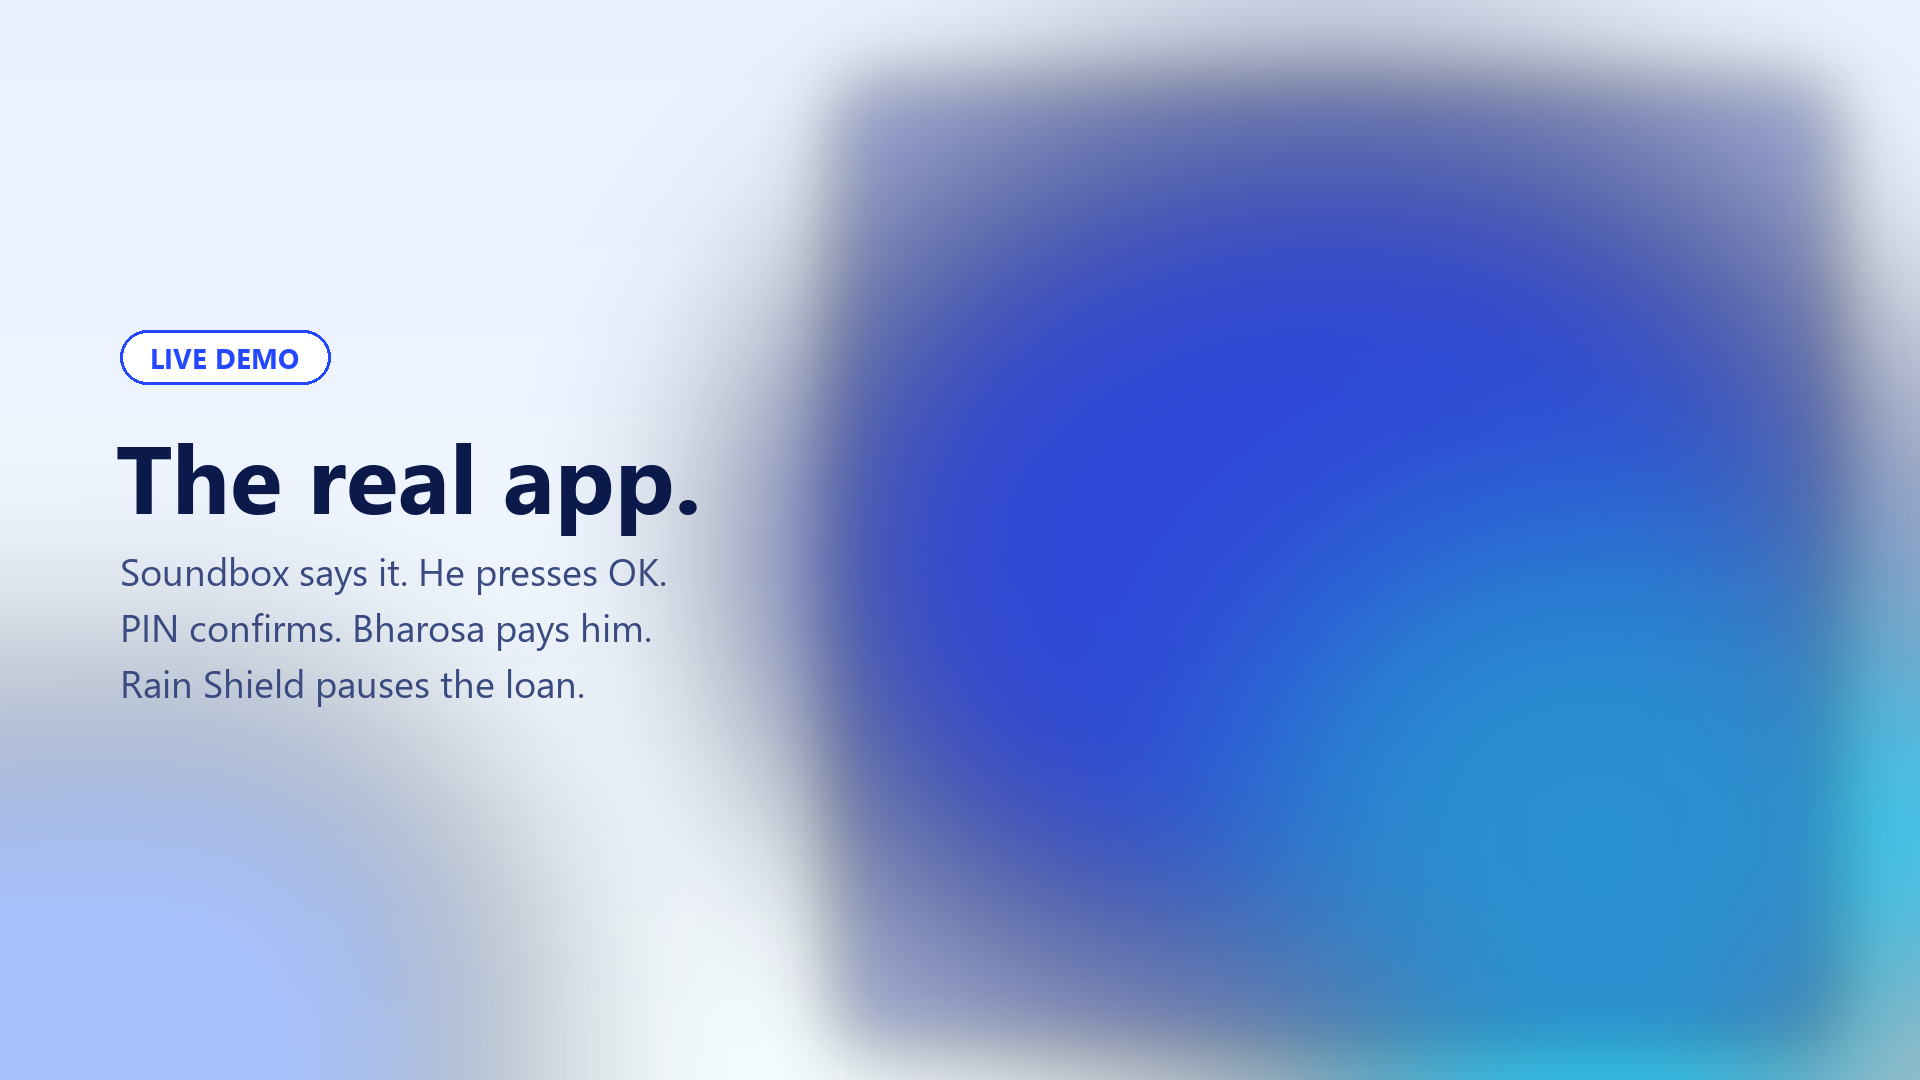 LIVE DEMO
The real app.
Soundbox says it. He presses OK.
PIN confirms. Bharosa pays him.
Rain Shield pauses the loan.